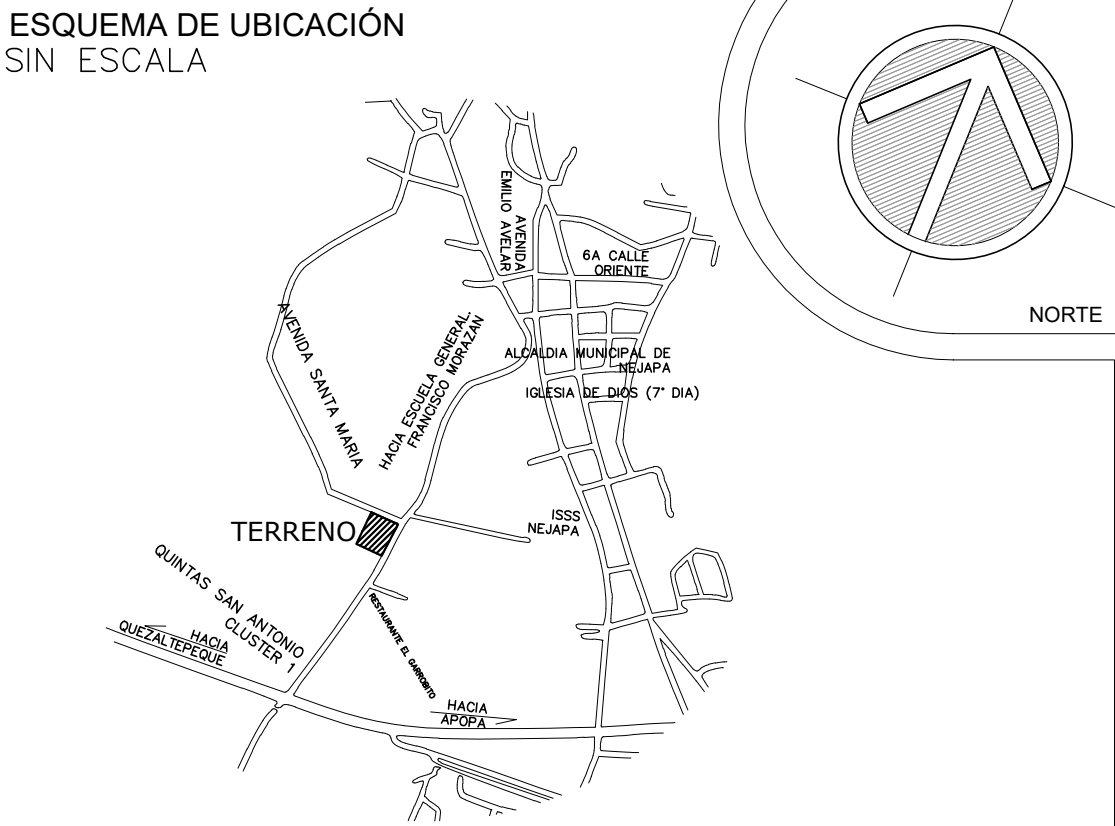 ESQUEMA DE UBICACIÓN
SIN ESCALA
NORTE
AVENIDA
EMILIO AVELAR
6A CALLE
ORIENTE
AVENIDA SANTA MARIA
HACIA ESCUELA GENERAL.
FRANCISCO MORAZAN
ALCALDIA MUNICIPAL DE
NEJAPA
IGLESIA DE DIOS (7° DIA)
ISSS
NEJAPA
TERRENO
QUINTAS SAN ANTONIO
CLUSTER 1
HACIA
QUEZALTEPEQUE
RESTAURANTE EL GARROBITO
HACIA
APOPA